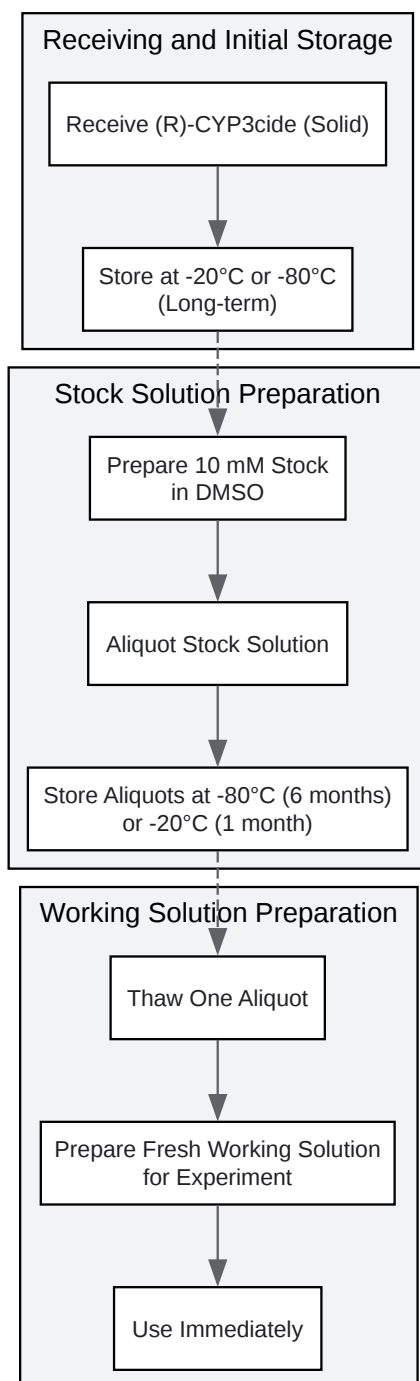 Receiving and Initial Storage
Receive (R)-CYP3cide (Solid)
Store at -20°C or -80°C
(Long-term)
Stock Solution Preparation
Prepare 10 mM Stock
in DMSO
Aliquot Stock Solution
Store Aliquots at -80°C (6 months)
or -20°C (1 month)
Working Solution Preparation
Thaw One Aliquot
Prepare Fresh Working Solution
for Experiment
Use Immediately